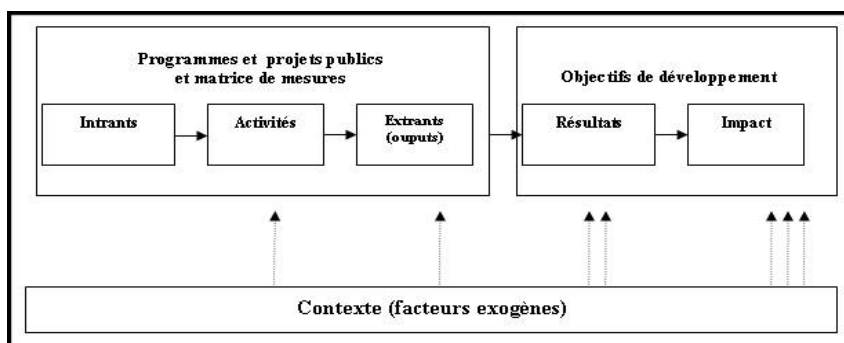 Programmes et projets publics
et matrice de mesures
Objectifs de développement
Intrants
Activités
Extrants
(ouputs)
Résultats
Impact
Contexte (facteurs exogènes)